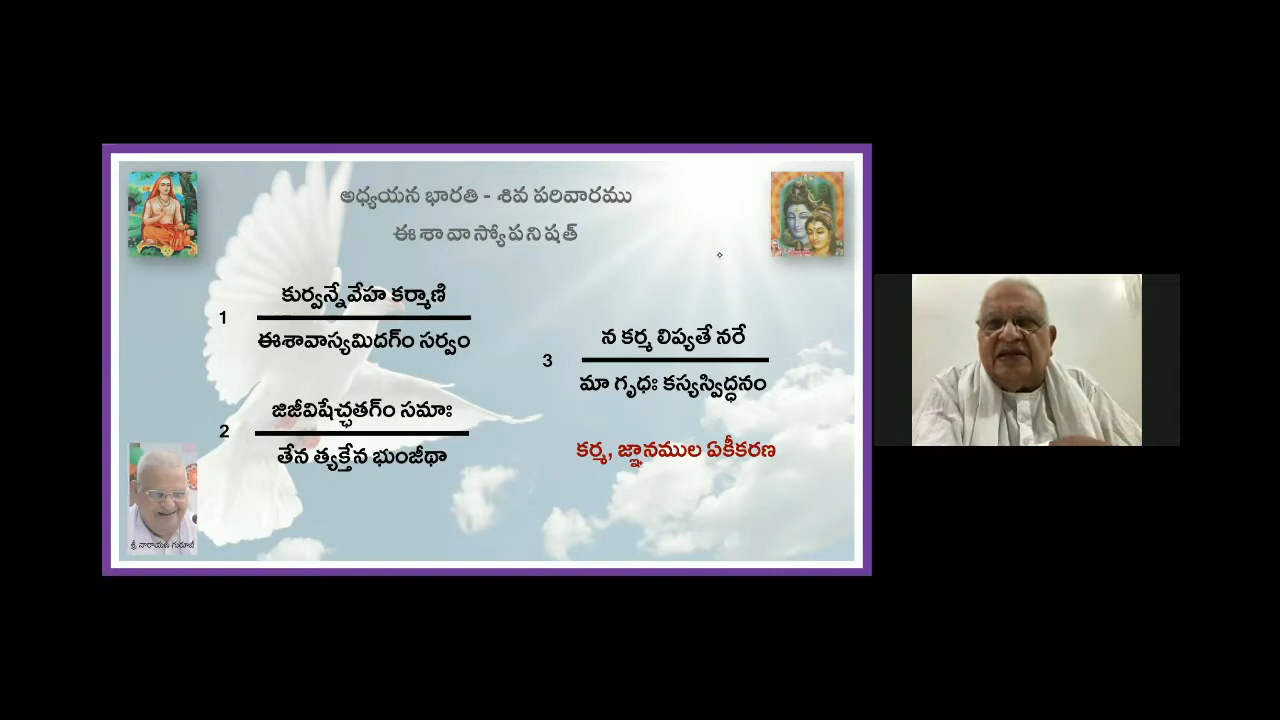 అధ్యయన భారతి - శివ పరివారము
ఈశావాస్యోపనిషత్
1
కుర్వన్నేవేహ కర్మాణి
ఈశావాస్యమిదగ్ం సర్వం
2
జిజీవిషేచ్ఛతగ్ం సమాః
తేన త్యక్తేన భుంజీథా
3
న కర్మ లిప్యతే నరే
మా గృధః కస్యస్విద్ధనం
కర్మ, జ్ఞానముల ఏకీకరణ
శ్రీ నారాయణ గురూజీ